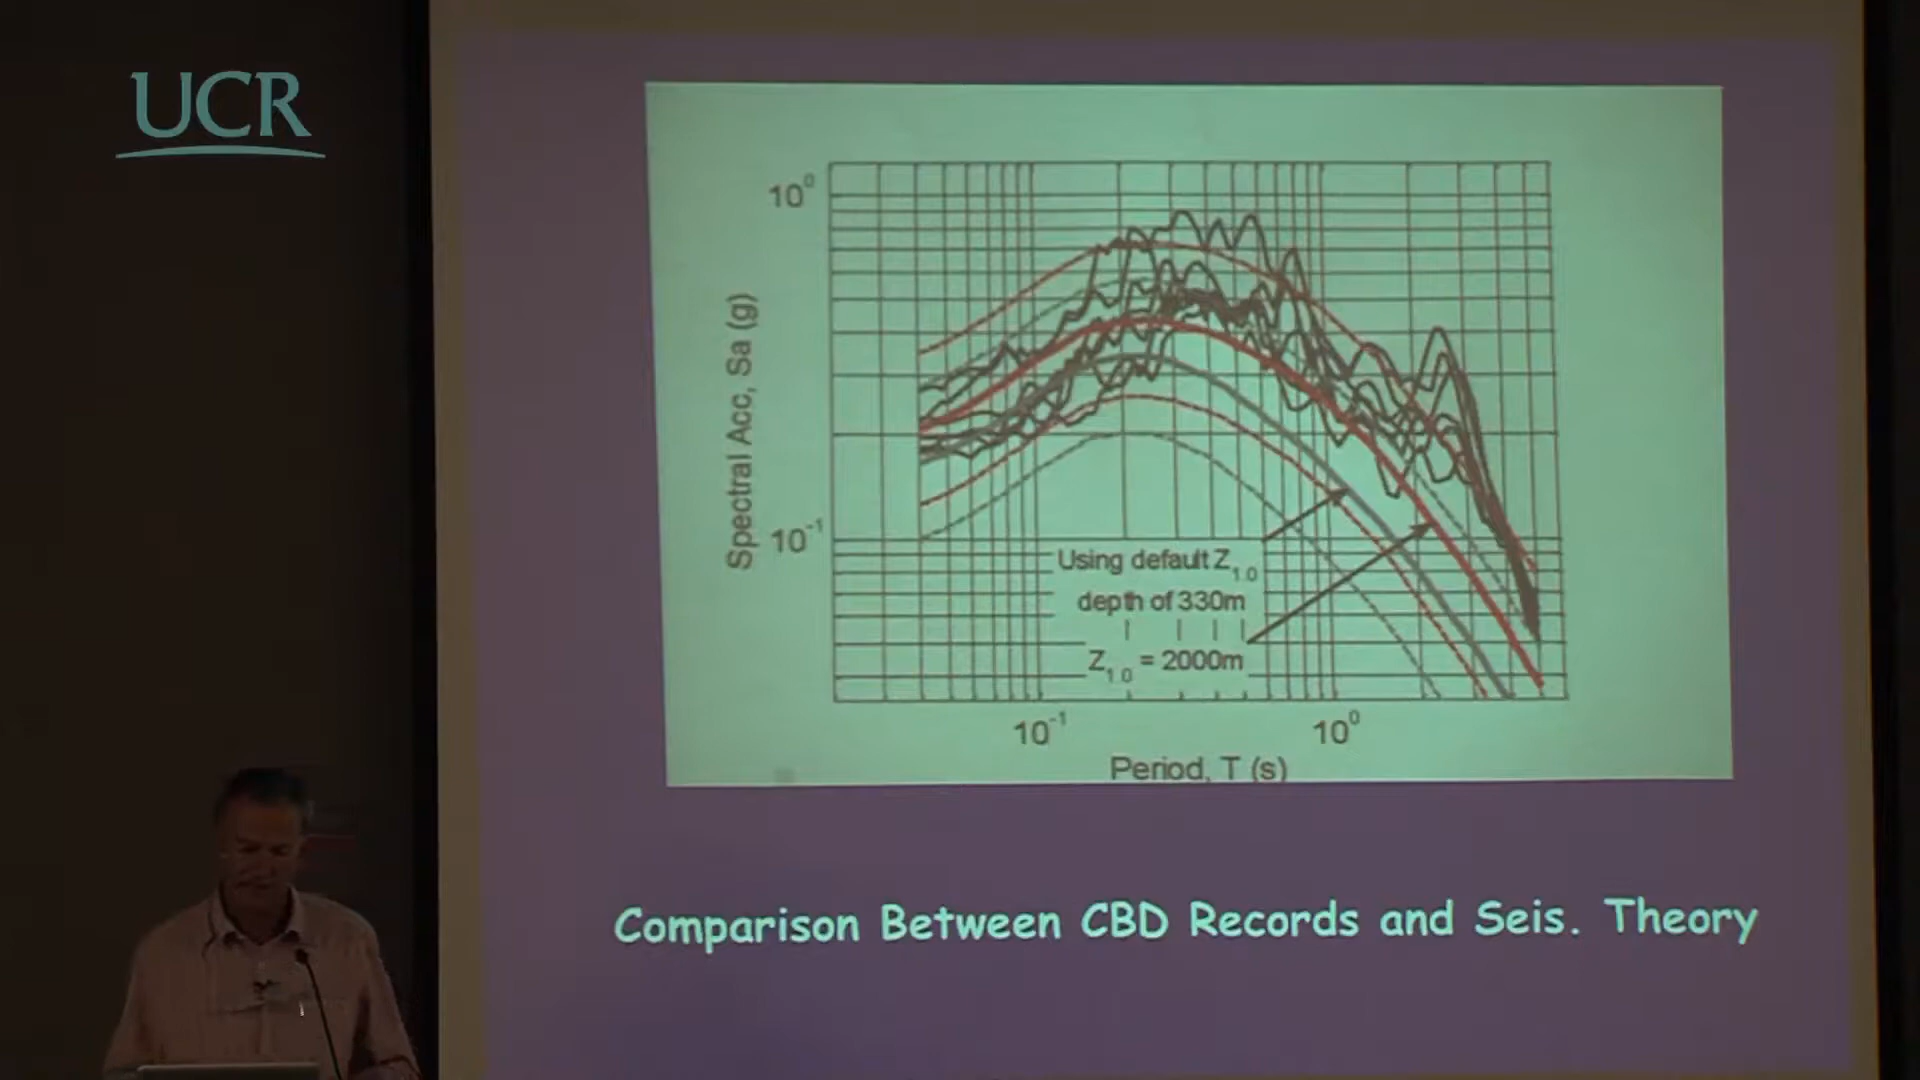 UCR
10⁰
Spectral Acc, Sa (g)
10⁻¹
Using default Z₁.₀
depth of 330m
Z₁.₀ = 2000m
10⁻¹
10⁰
Period, T (s)
Comparison Between CBD Records and Seis. Theory